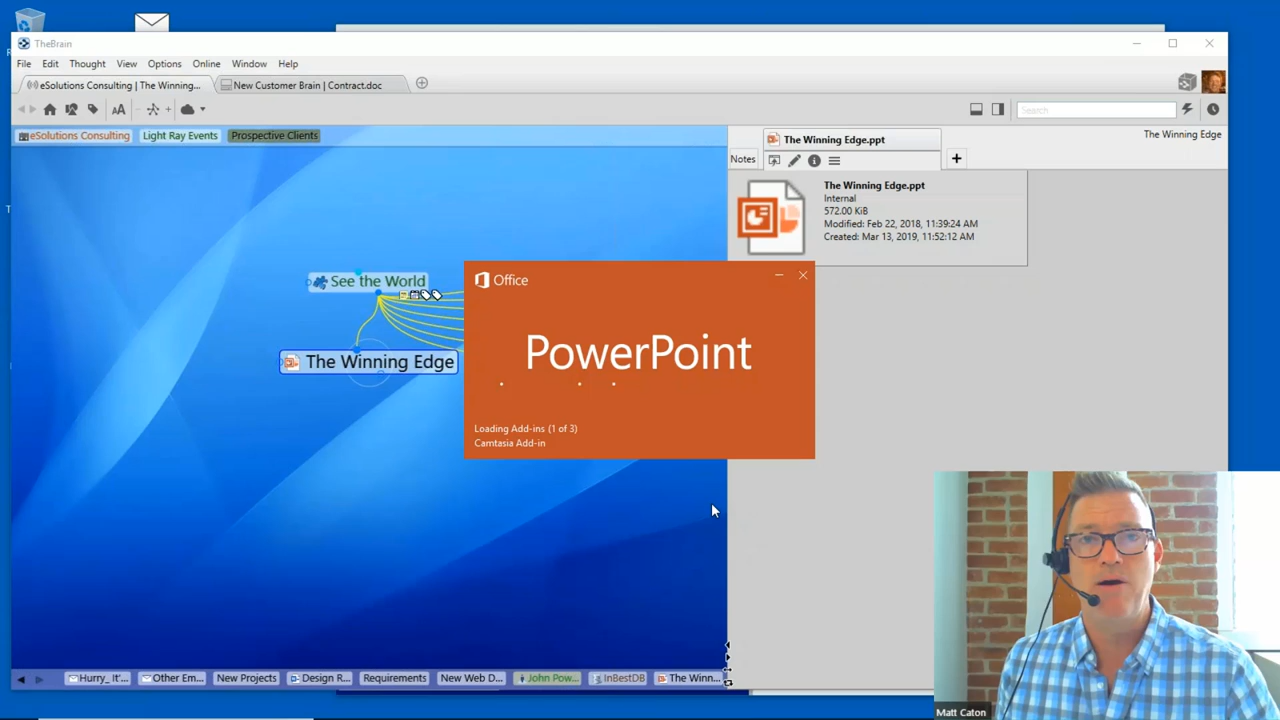 TheBrain
File Edit Thought View Options Online Window Help
eSolutions Consulting | The Winning... New Customer Brain | Contract.doc
AA Search
eSolutions Consulting Light Ray Events Prospective Clients
The Winning Edge.ppt The Winning Edge
Notes
The Winning Edge.ppt
Internal
572.00 KiB
Modified: Feb 22, 2018, 11:39:24 AM
Created: Mar 13, 2019, 11:52:12 AM
See the World
The Winning Edge
Office
PowerPoint
Loading Add-ins (1 of 3)
Camtasia Add-in
Hurry_ It'... Other Em... New Projects Design R... Requirements New Web D... John Pow... InBestDB The Winn...
Matt Caton